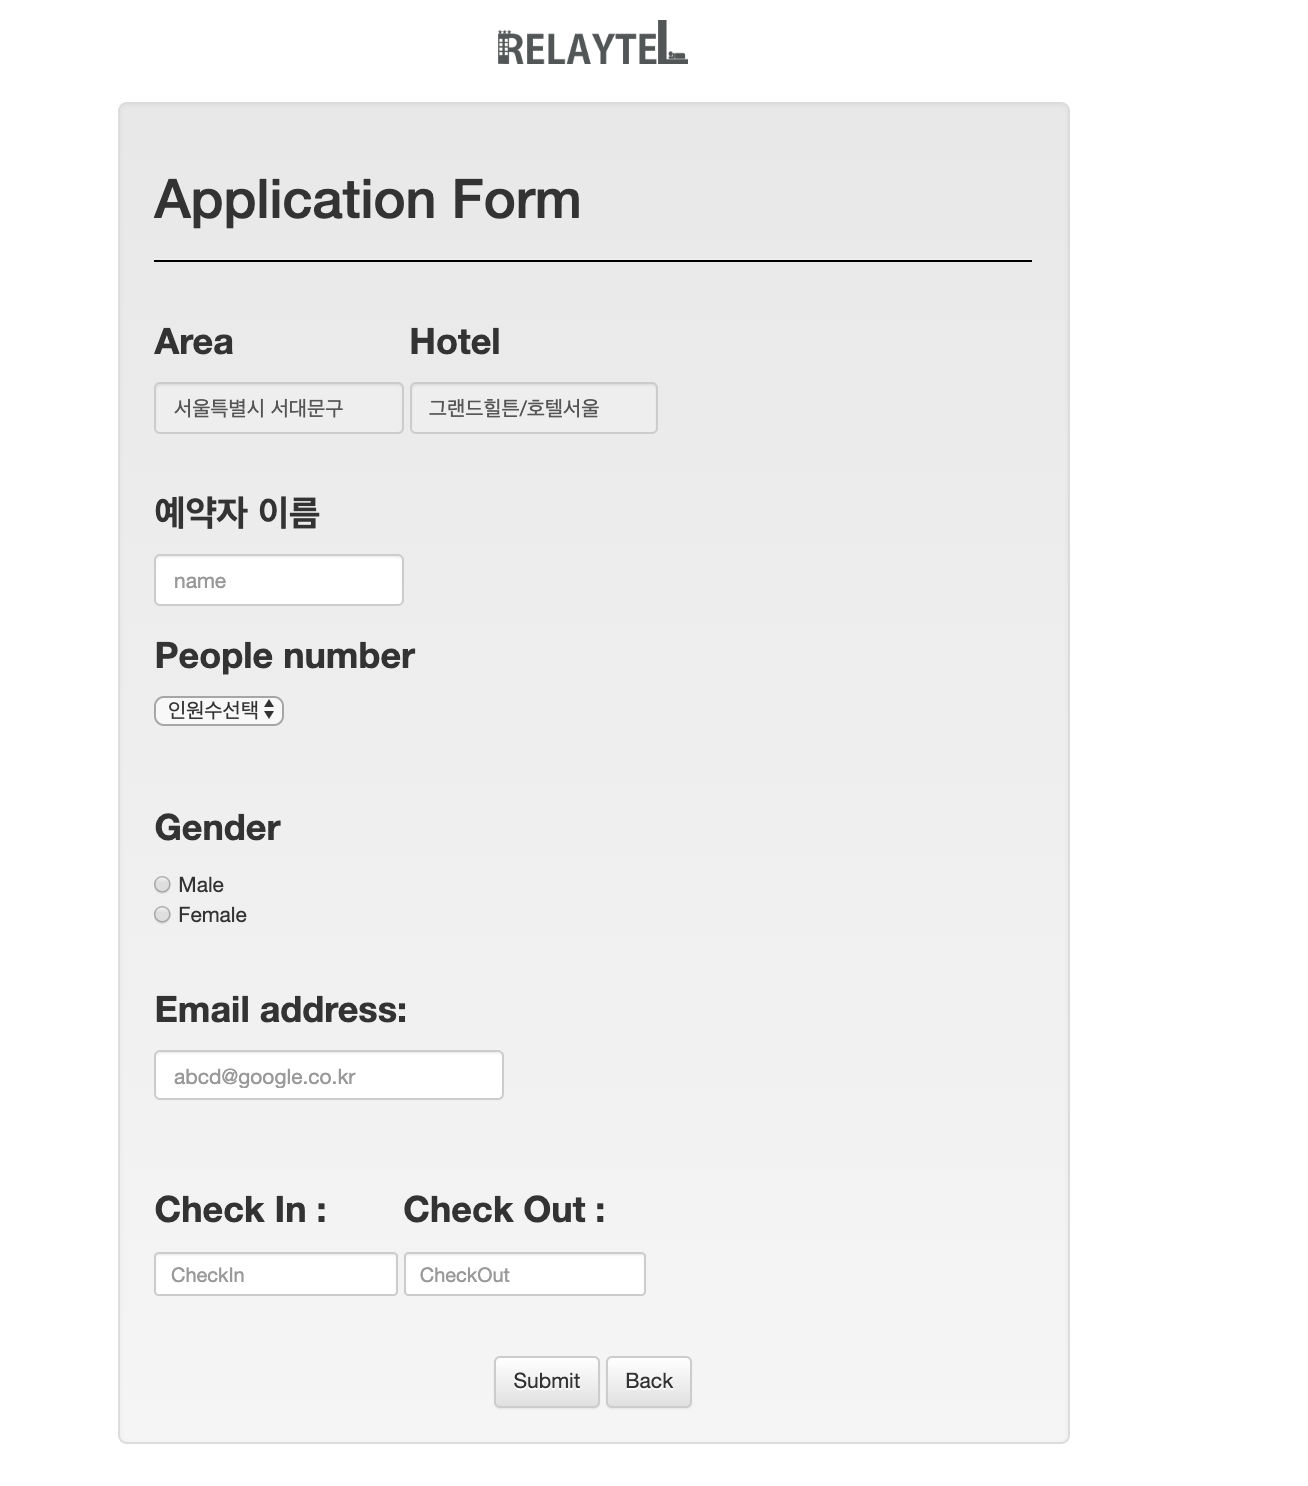 RELAYTEL
Application Form
Area Hotel
서울특별시 서대문구 그랜드힐튼/호텔서울
예약자 이름
name
People number
인원수선택
Gender
Male
Female
Email address:
abcd@google.co.kr
Check In : Check Out :
CheckIn CheckOut
Submit Back